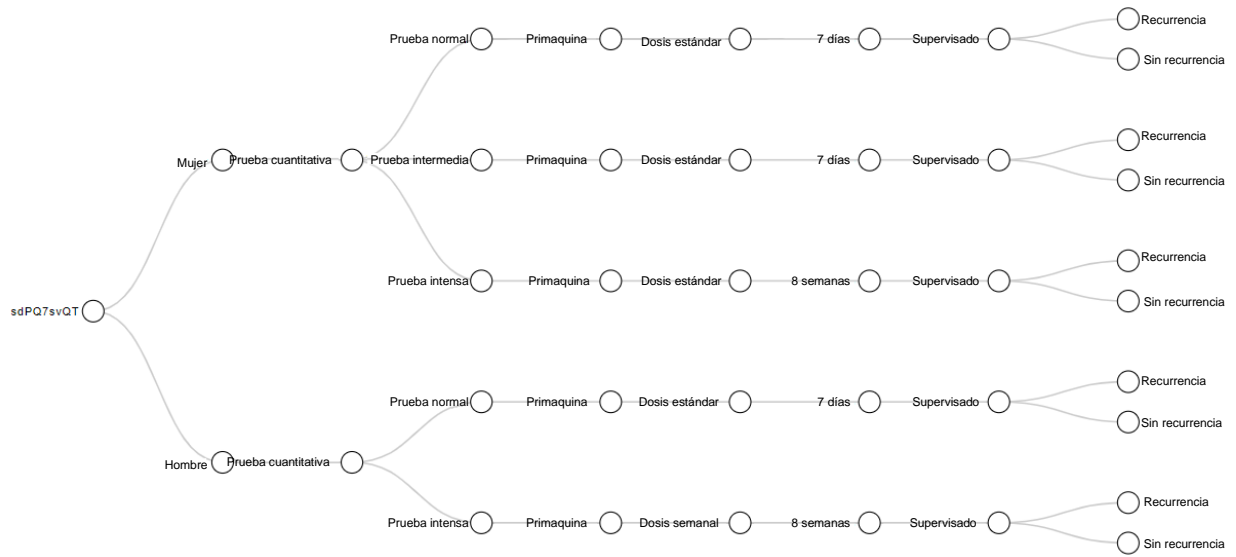 Recurrencia
Prueba normal Primaquina Dosis estándar 7 días Supervisado
Sin recurrencia
Recurrencia
Mujer Prueba cuantitativa Prueba intermedia Primaquina Dosis estándar 7 días Supervisado
Sin recurrencia
Recurrencia
Prueba intensa Primaquina Dosis estándar 8 semanas Supervisado
Sin recurrencia
sdPQ7svQT
Recurrencia
Prueba normal Primaquina Dosis estándar 7 días Supervisado
Sin recurrencia
Hombre Prueba cuantitativa
Recurrencia
Prueba intensa Primaquina Dosis semanal 8 semanas Supervisado
Sin recurrencia